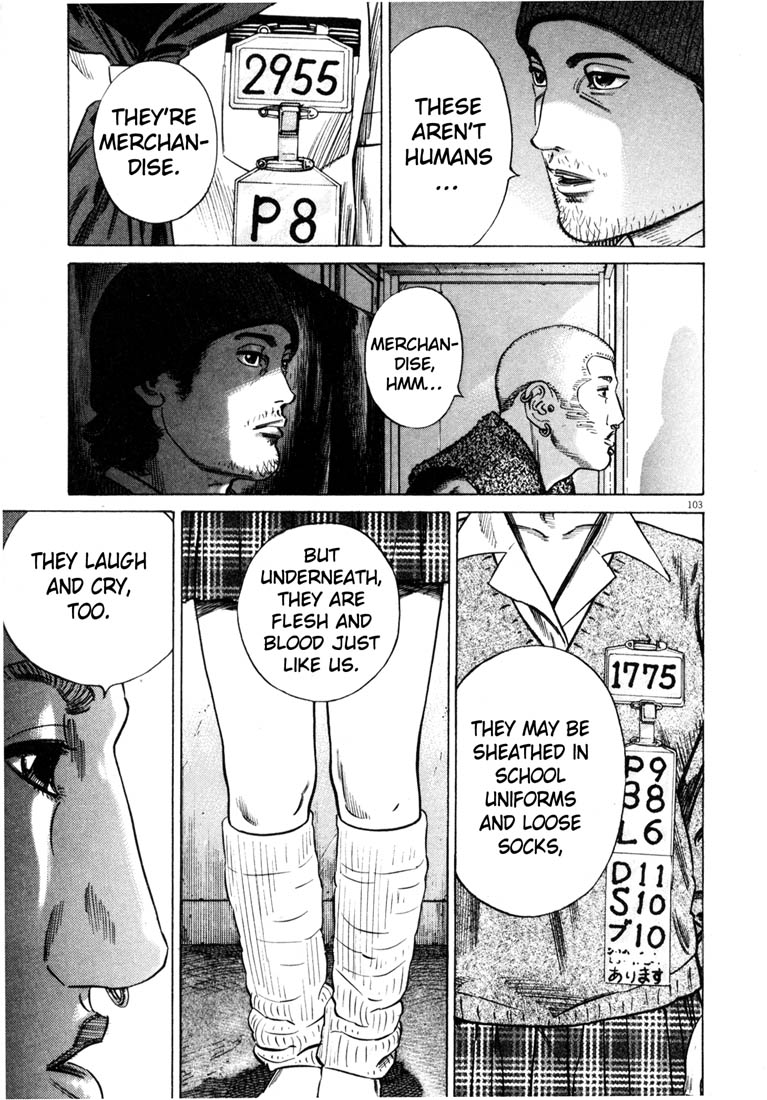 THESE
AREN'T
HUMANS
...
2955
P8
THEY'RE
MERCHAN-
DISE.
MERCHAN-
DISE,
HMM...
103
1775
P9
B8
L6
D11
S10
ブ10
あります
THEY MAY BE
SHEATHED IN
SCHOOL
UNIFORMS
AND LOOSE
SOCKS,
BUT
UNDERNEATH,
THEY ARE
FLESH AND
BLOOD JUST
LIKE US.
THEY LAUGH
AND CRY,
TOO.